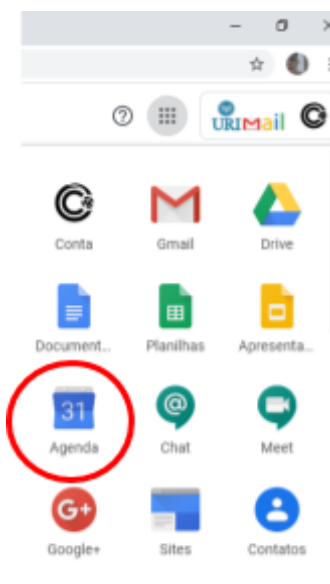 URIMail
Conta Gmail Drive
Document... Planilhas Apresenta...
31
Agenda Chat Meet
G+
Google+ Sites Contatos